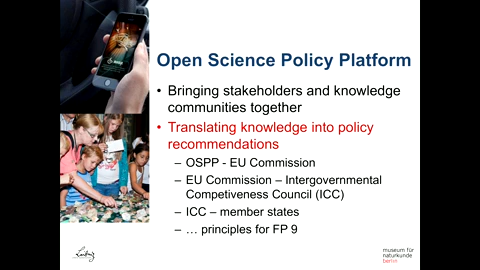 Open Science Policy Platform
• Bringing stakeholders and knowledge
communities together
• Translating knowledge into policy
recommendations
– OSPP - EU Commission
– EU Commission – Intergovernmental
Competiveness Council (ICC)
– ICC – member states
– … principles for FP 9
museum für
naturkunde
berlin